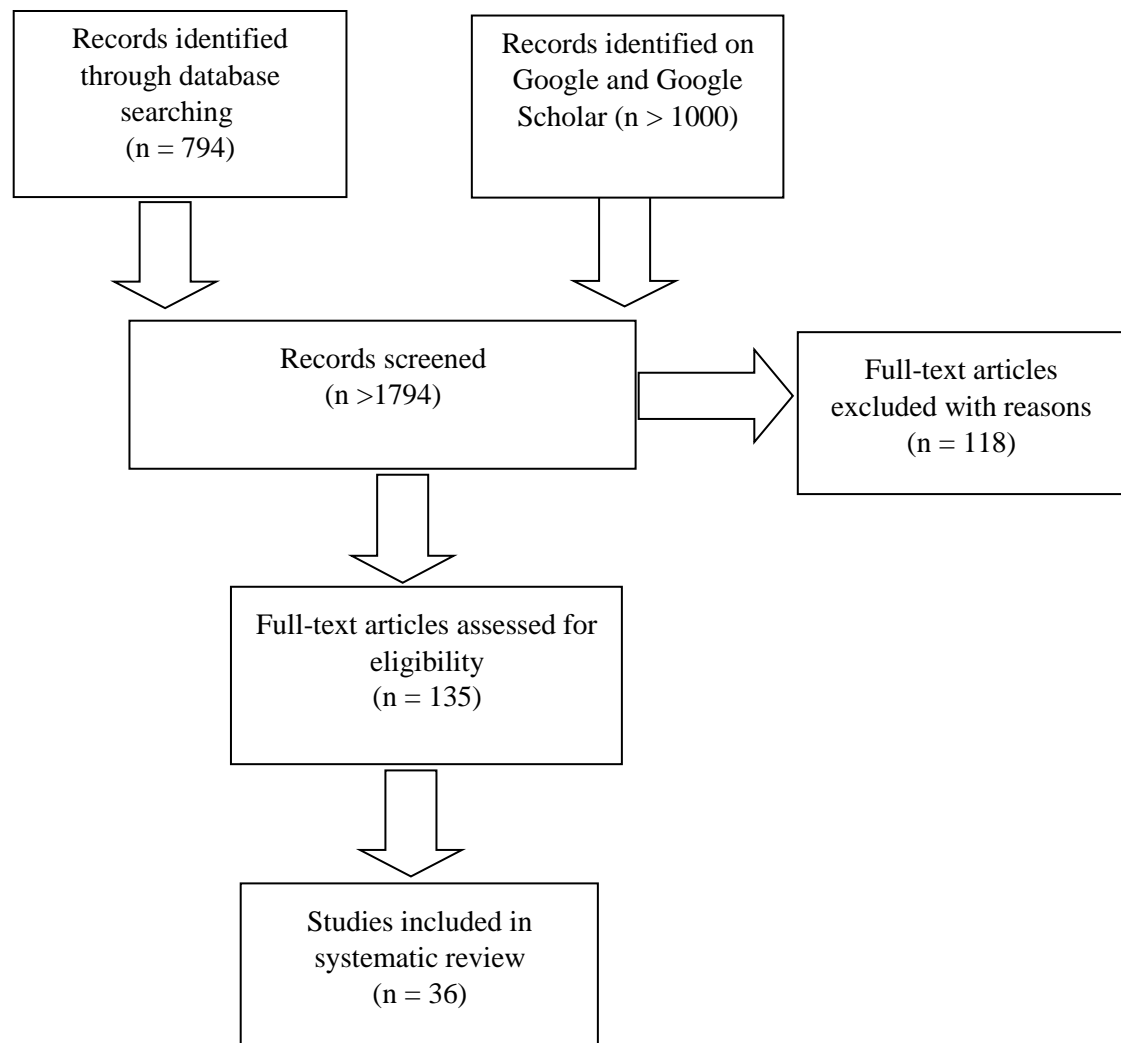 Records identified
through database
searching
(n = 794)
Records identified on
Google and Google
Scholar (n > 1000)
Records screened
(n >1794)
Full-text articles
excluded with reasons
(n = 118)
Full-text articles assessed for
eligibility
(n = 135)
Studies included in
systematic review
(n = 36)